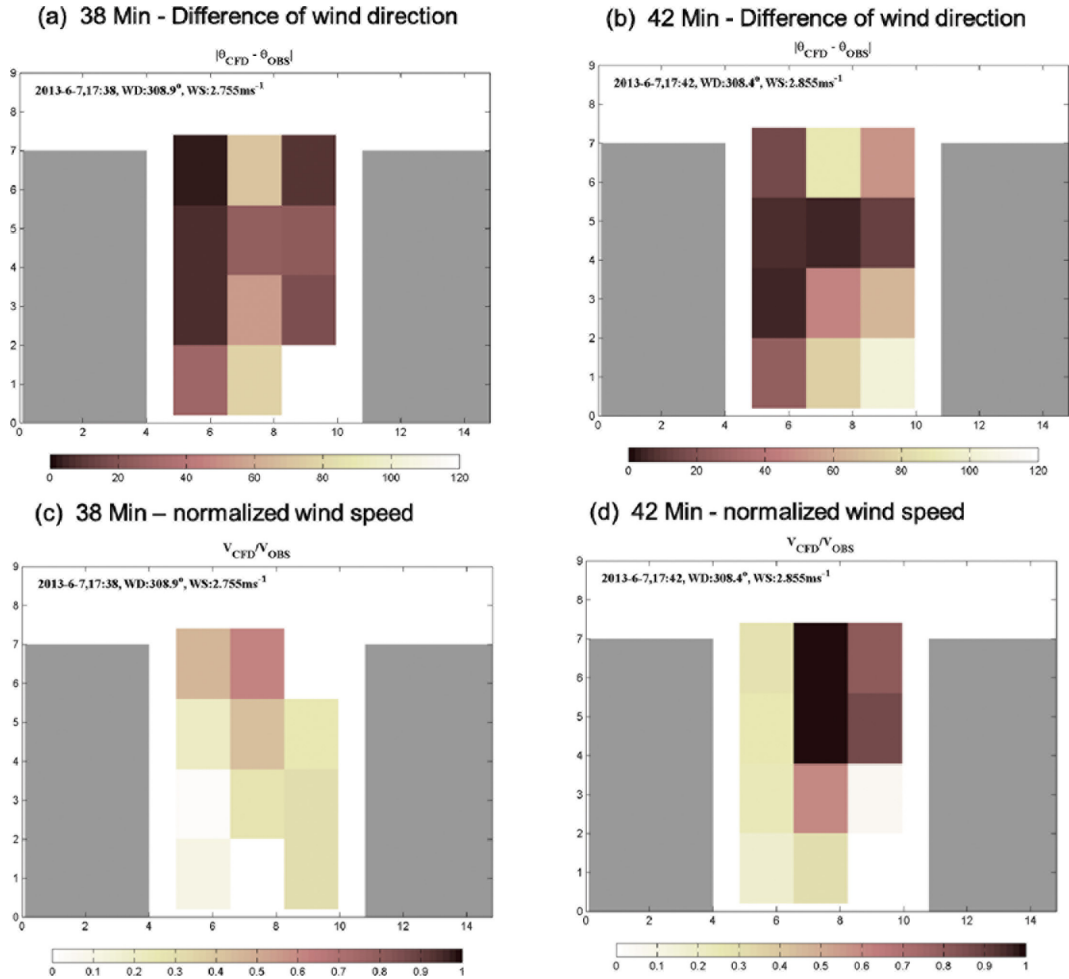 (a) 38 Min - Difference of wind direction
|θCFD - θOBS|
2013-6-7,17:38, WD:308.9°, WS:2.755ms⁻¹
9
8
7
6
5
4
3
2
1
0
0 2 4 6 8 10 12 14
0 20 40 60 80 100 120
(b) 42 Min - Difference of wind direction
|θCFD - θOBS|
2013-6-7,17:42, WD:308.4°, WS:2.855ms⁻¹
9
8
7
6
5
4
3
2
1
0
0 2 4 6 8 10 12 14
0 20 40 60 80 100 120
(c) 38 Min – normalized wind speed
VCFD/VOBS
2013-6-7,17:38, WD:308.9°, WS:2.755ms⁻¹
9
8
7
6
5
4
3
2
1
0
0 2 4 6 8 10 12 14
0 0.1 0.2 0.3 0.4 0.5 0.6 0.7 0.8 0.9 1
(d) 42 Min - normalized wind speed
VCFD/VOBS
2013-6-7,17:42, WD:308.4°, WS:2.855ms⁻¹
9
8
7
6
5
4
3
2
1
0
0 2 4 6 8 10 12 14
0 0.1 0.2 0.3 0.4 0.5 0.6 0.7 0.8 0.9 1